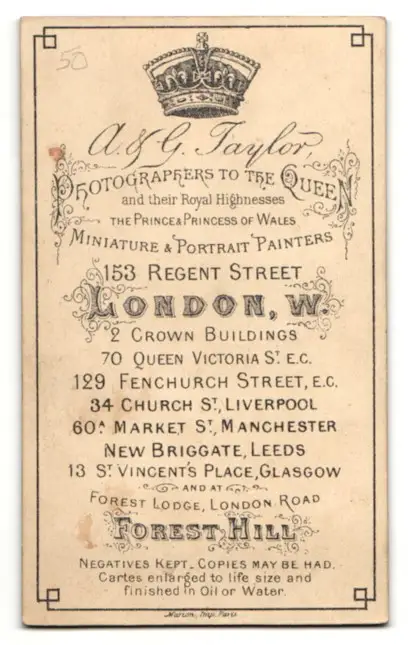 50
A. & G. Taylor,
PHOTOGRAPHERS TO THE QUEEN
and their Royal Highnesses
THE PRINCE & PRINCESS OF WALES
MINIATURE & PORTRAIT PAINTERS
153 REGENT STREET
LONDON, W.
2 CROWN BUILDINGS
70 QUEEN VICTORIA ST. E.C.
129 FENCHURCH STREET, E.C.
34 CHURCH ST, LIVERPOOL
60A MARKET ST, MANCHESTER
NEW BRIGGATE, LEEDS
13 ST VINCENT'S PLACE, GLASGOW
AND AT
FOREST LODGE, LONDON ROAD
FOREST HILL
NEGATIVES KEPT. COPIES MAY BE HAD.
Cartes enlarged to life size and
finished in Oil or Water.
Marion, Imp. Paris